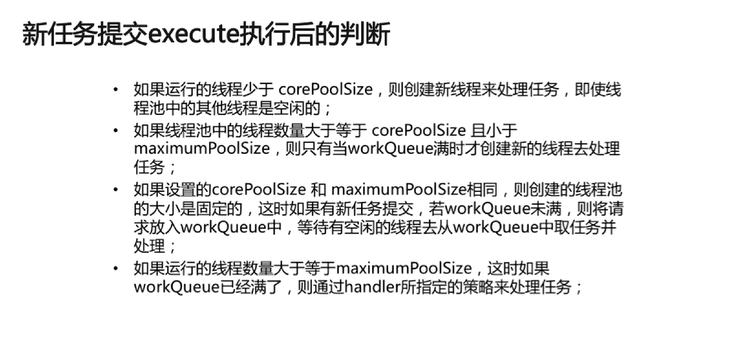 新任务提交execute执行后的判断
• 如果运行的线程少于 corePoolSize，则创建新线程来处理任务，即使线
程池中的其他线程是空闲的；
• 如果线程池中的线程数量大于等于 corePoolSize 且小于
maximumPoolSize，则只有当workQueue满时才创建新的线程去处理
任务；
• 如果设置的corePoolSize 和 maximumPoolSize相同，则创建的线程池
的大小是固定的，这时如果有新任务提交，若workQueue未满，则将请
求放入workQueue中，等待有空闲的线程去从workQueue中取任务并
处理；
• 如果运行的线程数量大于等于maximumPoolSize，这时如果
workQueue已经满了，则通过handler所指定的策略来处理任务；